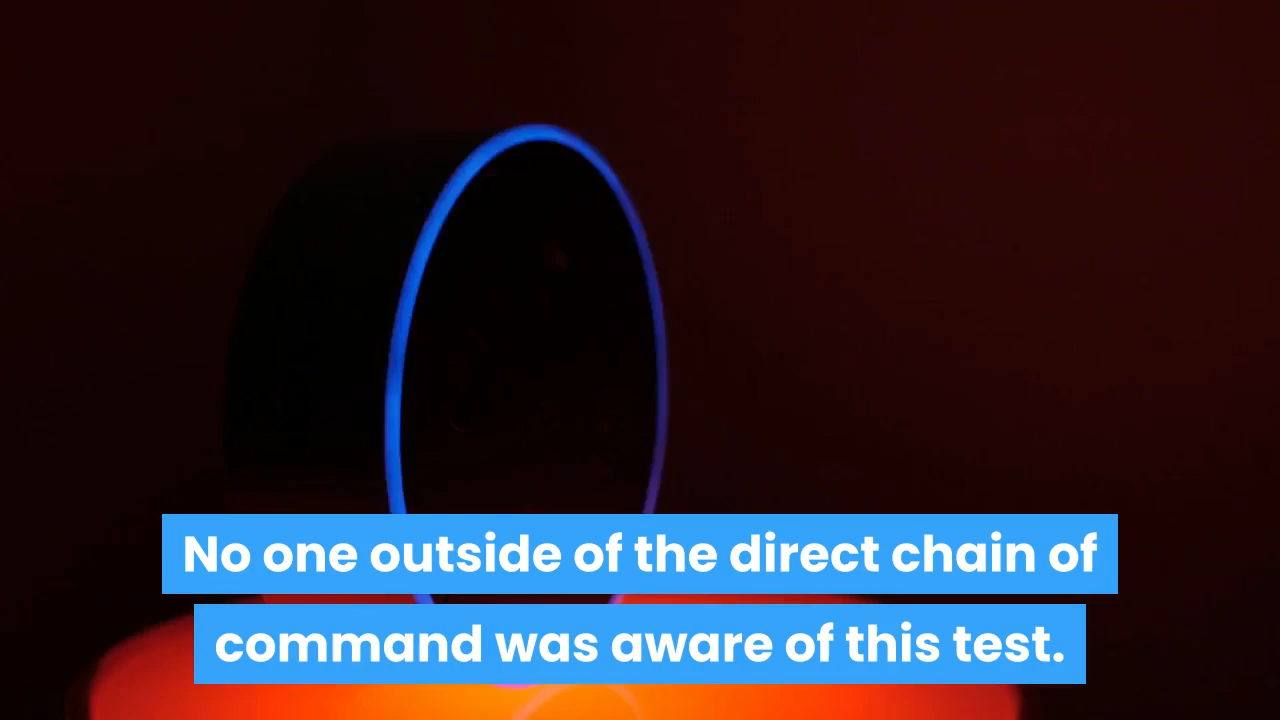 No one outside of the direct chain of
command was aware of this test.